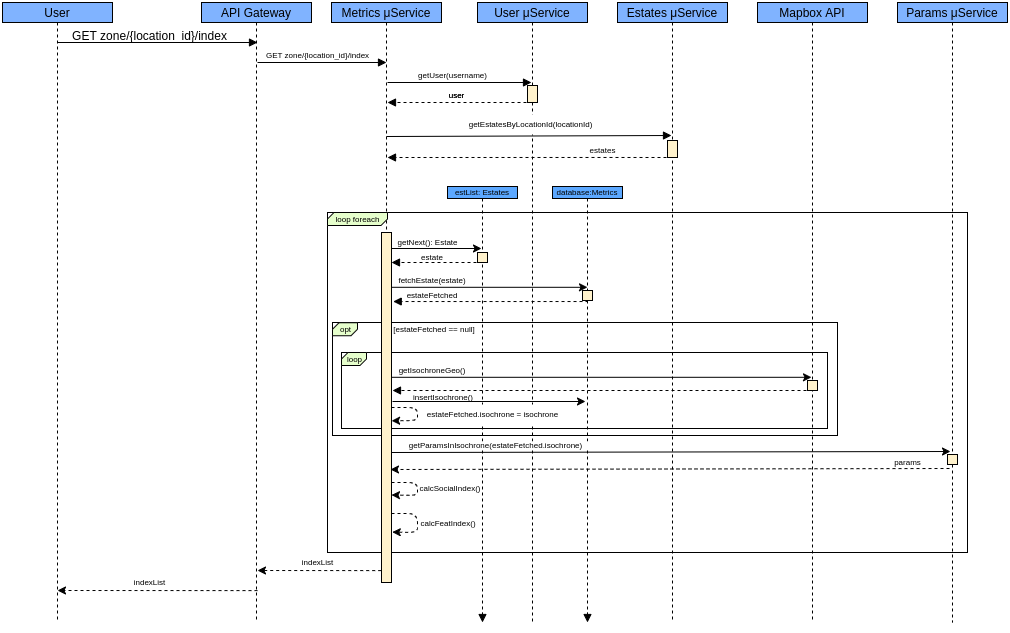 User
API Gateway
Metrics µService
User µService
Estates µService
Mapbox API
Params µService
GET zone/{location_id}/index
GET zone/{location_id}/index
getUser(username)
user
getEstatesByLocationId(locationId)
estates
estList: Estates
database:Metrics
loop foreach
getNext(): Estate
estate
fetchEstate(estate)
estateFetched
opt
[estateFetched == null]
loop
getIsochroneGeo()
insertIsochrone()
estateFetched.isochrone = isochrone
getParamsInIsochrone(estateFetched.isochrone)
params
calcSocialIndex()
calcFeatIndex()
indexList
indexList